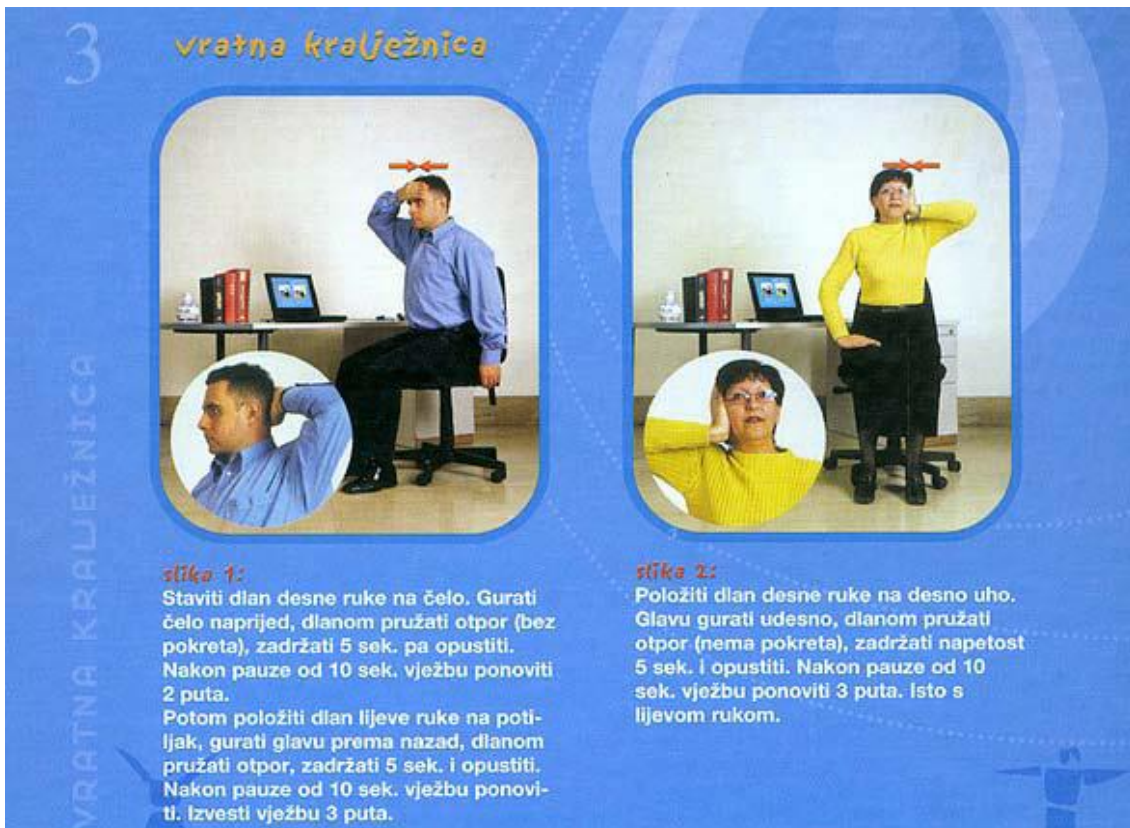 3
vratna kralježnica
VRATNA KRALJEŽNICA
slika 1:
Staviti dlan desne ruke na čelo. Gurati
čelo naprijed, dlanom pružati otpor (bez
pokreta), zadržati 5 sek. pa opustiti.
Nakon pauze od 10 sek. vježbu ponoviti
2 puta.
Potom položiti dlan lijeve ruke na poti-
ljak, gurati glavu prema nazad, dlanom
pružati otpor, zadržati 5 sek. i opustiti.
Nakon pauze od 10 sek. vježbu ponovi-
ti. Izvesti vježbu 3 puta.
slika 2:
Položiti dlan desne ruke na desno uho.
Glavu gurati udesno, dlanom pružati
otpor (nema pokreta), zadržati napetost
5 sek. i opustiti. Nakon pauze od 10
sek. vježbu ponoviti 3 puta. Isto s
lijevom rukom.